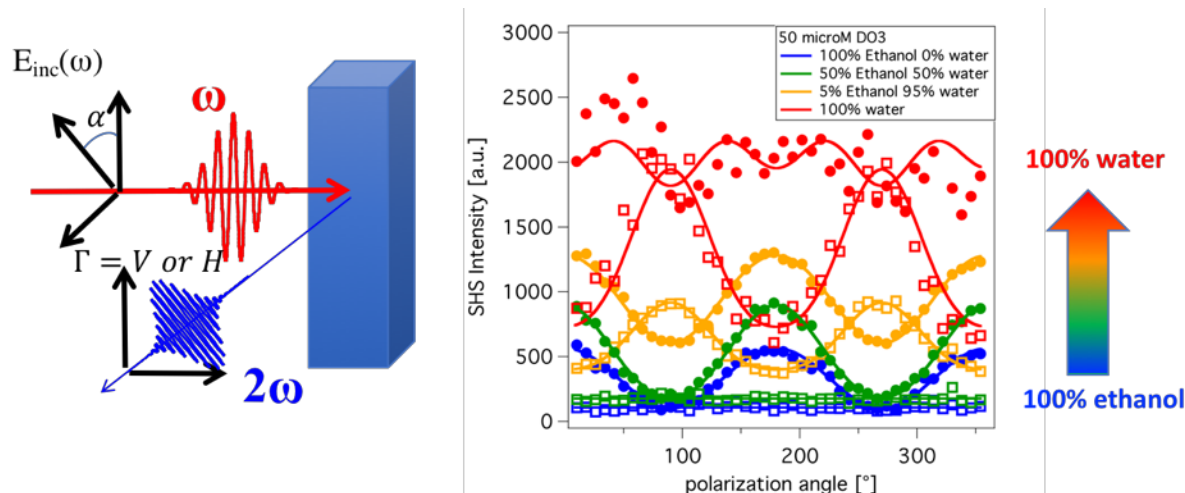 E_inc(ω)
α
ω
Γ = V or H
2ω
3000
2500
2000
1500
1000
500
0
SHS Intensity [a.u.]
50 microM DO3
100% Ethanol 0% water
50% Ethanol 50% water
5% Ethanol 95% water
100% water
100
200
300
polarization angle [°]
100% water
100% ethanol